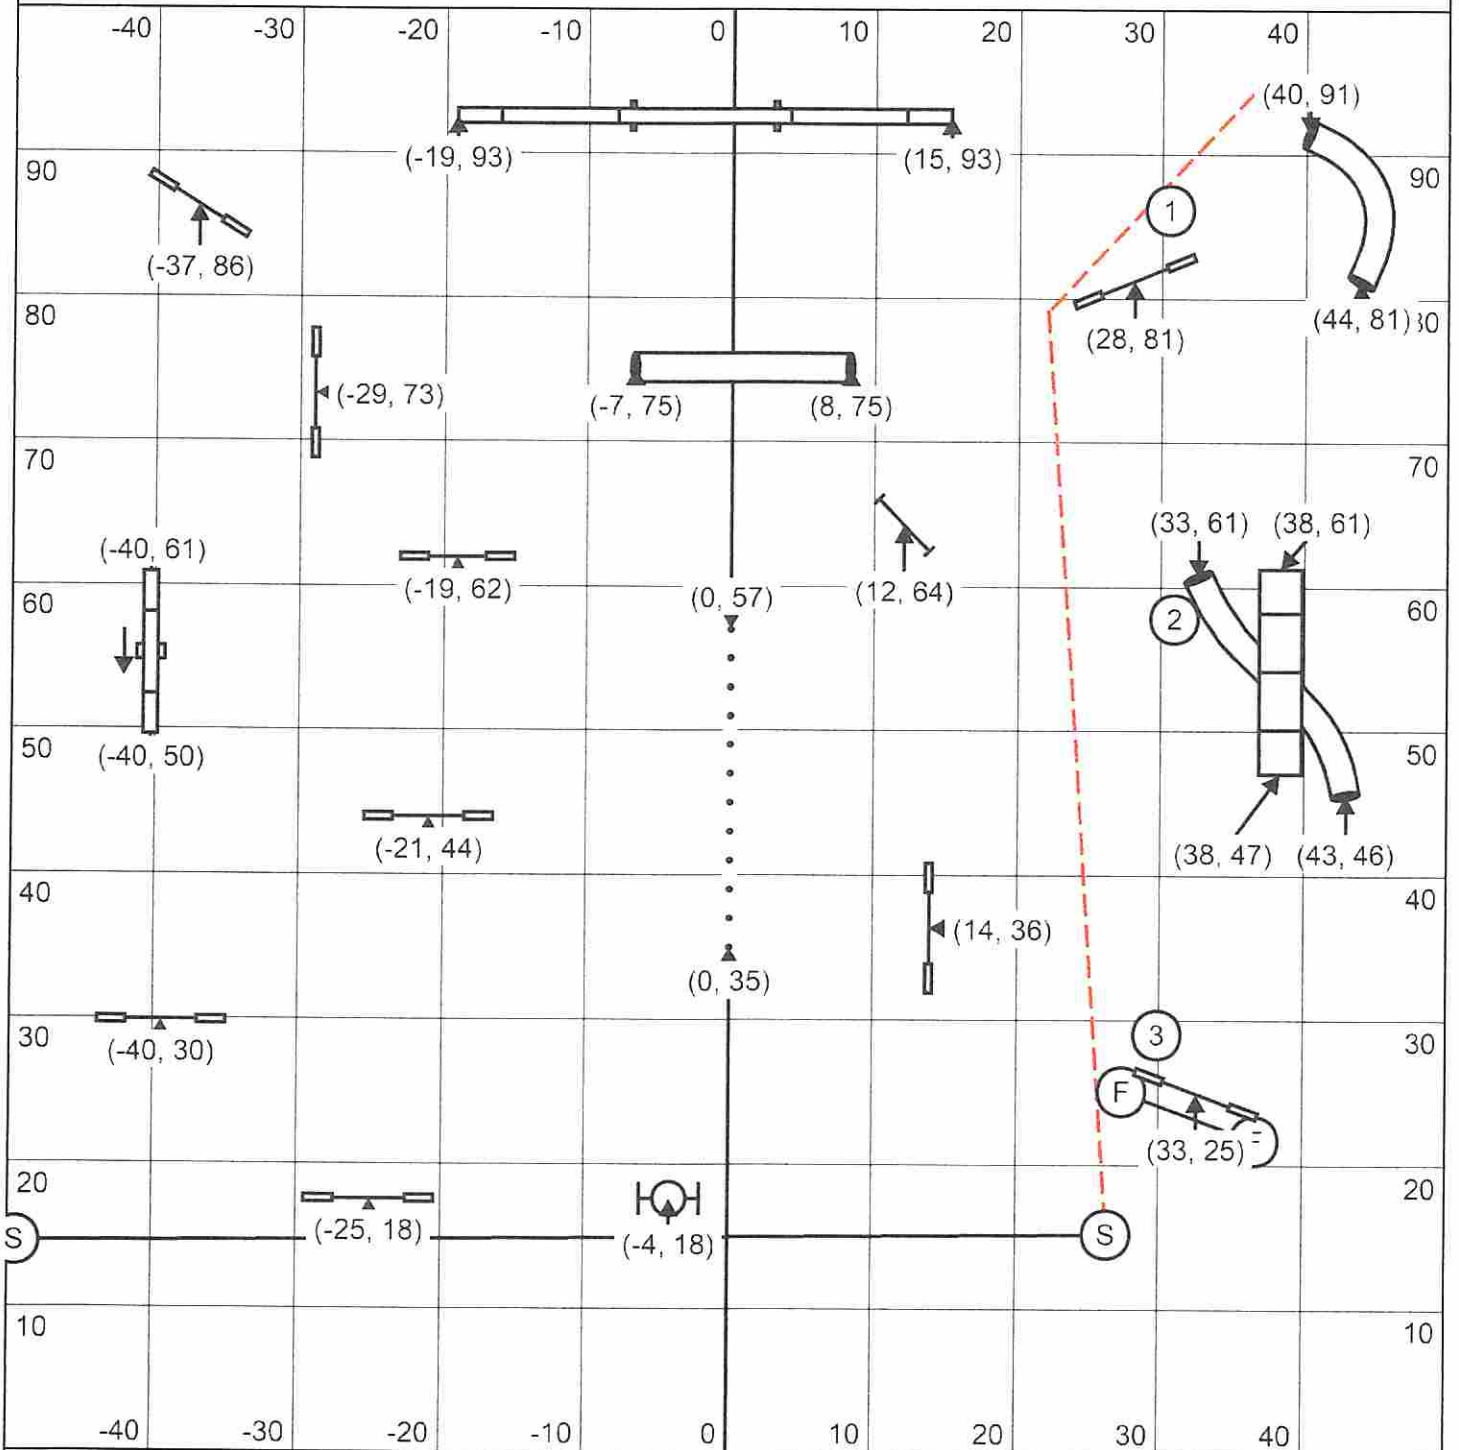 -40 -30 -20 -10 0 10 20 30 40
(40, 91)
(-19, 93) (15, 93)
90 90
1
(-37, 86)
80 (44, 81) 30
(28, 81)
(-29, 73) (-7, 75) (8, 75)
70 70
(33, 61) (38, 61)
(-40, 61)
(-19, 62) (0, 57) (12, 64)
60 2 60
50 50
(-40, 50)
(-21, 44) (38, 47) (43, 46)
40 40
(14, 36)
(0, 35)
30 3 30
(-40, 30)
F
(33, 25)
20 20
S (-25, 18) (-4, 18) S
10 10
-40 -30 -20 -10 0 10 30 40